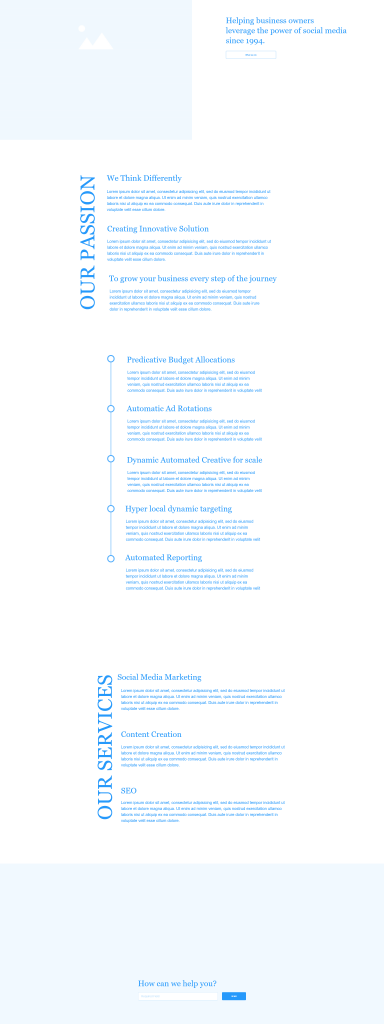 Helping business owners
leverage the power of social media
since 1994.
OUR PASSION
We Think Differently
Lorem ipsum dolor sit amet, consectetur adipisicing elit, sed do eiusmod tempor incididunt ut
labore et dolore magna aliqua. Ut enim ad minim veniam, quis nostrud exercitation ullamco
laboris nisi ut aliquip ex ea commodo consequat. Duis aute irure dolor in reprehenderit in
voluptate velit esse cillum dolore.
Creating Innovative Solution
Lorem ipsum dolor sit amet, consectetur adipisicing elit, sed do eiusmod tempor incididunt ut
labore et dolore magna aliqua. Ut enim ad minim veniam, quis nostrud exercitation ullamco
laboris nisi ut aliquip ex ea commodo consequat. Duis aute irure dolor in reprehenderit in
voluptate velit esse cillum dolore.
To grow your business every step of the journey
Lorem ipsum dolor sit amet, consectetur adipisicing elit, sed do eiusmod tempor
incididunt ut labore et dolore magna aliqua. Ut enim ad minim veniam, quis nostrud
exercitation ullamco laboris nisi ut aliquip ex ea commodo consequat. Duis aute irure
dolor in reprehenderit in voluptate velit esse cillum dolore.
Predicative Budget Allocations
Lorem ipsum dolor sit amet, consectetur adipisicing elit, sed do eiusmod
tempor incididunt ut labore et dolore magna aliqua. Ut enim ad minim
veniam, quis nostrud exercitation ullamco laboris nisi ut aliquip ex ea
commodo consequat. Duis aute irure dolor in reprehenderit in voluptate velit
Automatic Ad Rotations
Lorem ipsum dolor sit amet, consectetur adipisicing elit, sed do eiusmod
tempor incididunt ut labore et dolore magna aliqua. Ut enim ad minim
veniam, quis nostrud exercitation ullamco laboris nisi ut aliquip ex ea
commodo consequat. Duis aute irure dolor in reprehenderit in voluptate velit
Dynamic Automated Creative for scale
Lorem ipsum dolor sit amet, consectetur adipisicing elit, sed do eiusmod
tempor incididunt ut labore et dolore magna aliqua. Ut enim ad minim
veniam, quis nostrud exercitation ullamco laboris nisi ut aliquip ex ea
commodo consequat. Duis aute irure dolor in reprehenderit in voluptate velit
Hyper local dynamic targeting
Lorem ipsum dolor sit amet, consectetur adipisicing elit, sed do eiusmod
tempor incididunt ut labore et dolore magna aliqua. Ut enim ad minim
veniam, quis nostrud exercitation ullamco laboris nisi ut aliquip ex ea
commodo consequat. Duis aute irure dolor in reprehenderit in voluptate velit
Automated Reporting
Lorem ipsum dolor sit amet, consectetur adipisicing elit, sed do eiusmod
tempor incididunt ut labore et dolore magna aliqua. Ut enim ad minim
veniam, quis nostrud exercitation ullamco laboris nisi ut aliquip ex ea
commodo consequat. Duis aute irure dolor in reprehenderit in voluptate velit
OUR SERVICES
Social Media Marketing
Lorem ipsum dolor sit amet, consectetur adipisicing elit, sed do eiusmod tempor incididunt ut
labore et dolore magna aliqua. Ut enim ad minim veniam, quis nostrud exercitation ullamco
laboris nisi ut aliquip ex ea commodo consequat. Duis aute irure dolor in reprehenderit in
voluptate velit esse cillum dolore.
Content Creation
Lorem ipsum dolor sit amet, consectetur adipisicing elit, sed do eiusmod tempor incididunt ut
labore et dolore magna aliqua. Ut enim ad minim veniam, quis nostrud exercitation ullamco
laboris nisi ut aliquip ex ea commodo consequat. Duis aute irure dolor in reprehenderit in
voluptate velit esse cillum dolore.
SEO
Lorem ipsum dolor sit amet, consectetur adipisicing elit, sed do eiusmod tempor incididunt ut
labore et dolore magna aliqua. Ut enim ad minim veniam, quis nostrud exercitation ullamco
laboris nisi ut aliquip ex ea commodo consequat. Duis aute irure dolor in reprehenderit in
voluptate velit esse cillum dolore.
How can we help you?